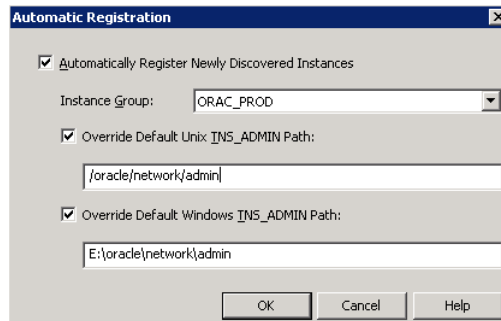 Automatic Registration
Automatically Register Newly Discovered Instances
Instance Group: ORAC_PROD
Override Default Unix TNS_ADMIN Path:
/oracle/network/admin
Override Default Windows TNS_ADMIN Path:
E:\oracle\network\admin
OK Cancel Help